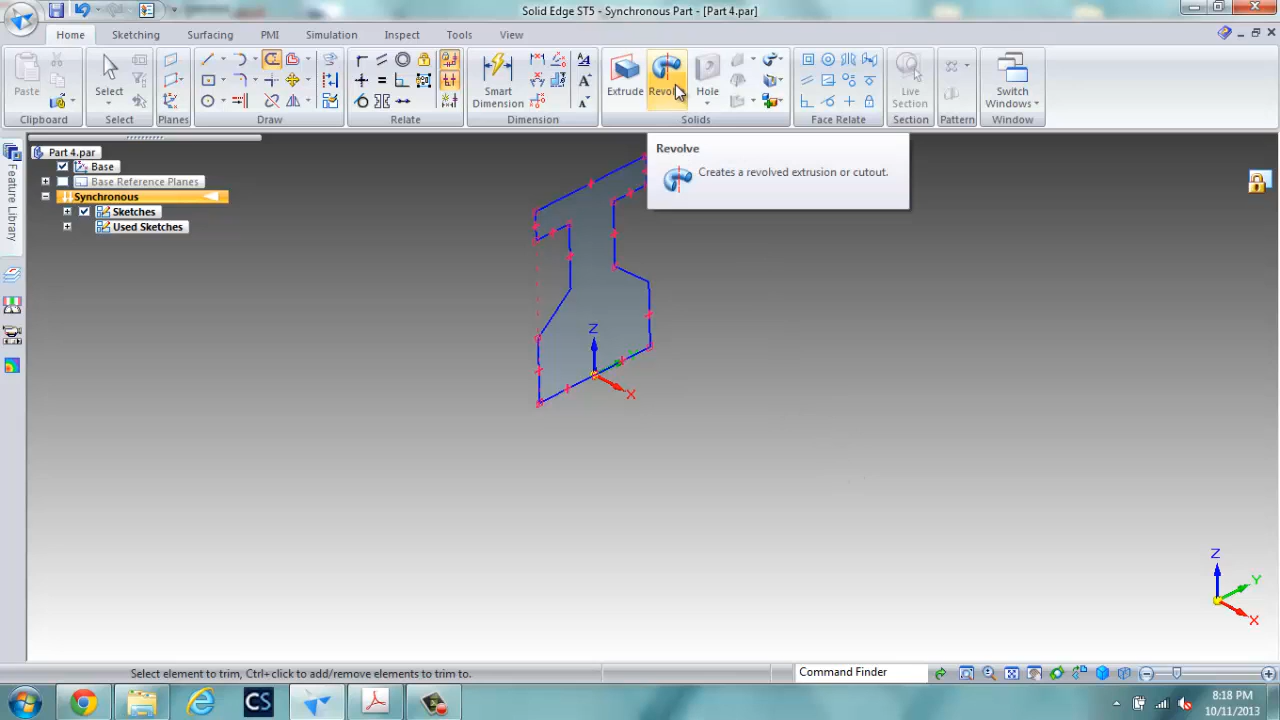 Solid Edge ST5 - Synchronous Part - [Part 4.par]
Home Sketching Surfacing PMI Simulation Inspect Tools View
Paste Select Smart Dimension Extrude Revol Hole Live Section Switch Windows
Clipboard Select Planes Draw Relate Dimension Solids Face Relate Section Pattern Window
Revolve
Creates a revolved extrusion or cutout.
Part 4.par
Base
Base Reference Planes
Synchronous
Sketches
Used Sketches
Feature Library
Z
X
Z
Y
X
Select element to trim, Ctrl+click to add/remove elements to trim to.
Command Finder
CS
8:18 PM
10/11/2013